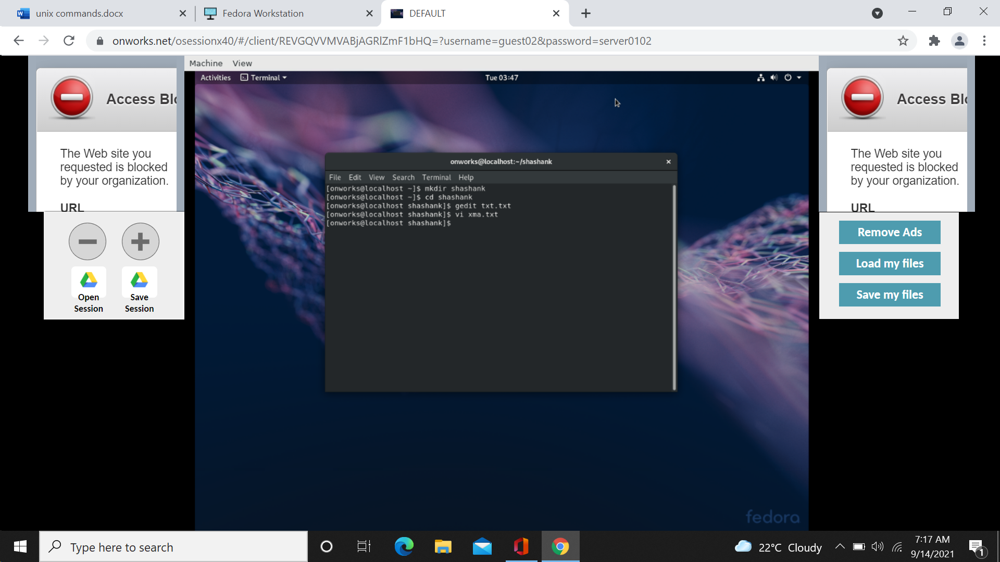 unix commands.docx
Fedora Workstation
DEFAULT
onworks.net/osessionx40/#/client/REVGQVVMVABjAGRlZmF1bHQ=?username=guest02&password=server0102
Machine View
Activities Terminal Tue 03:47
Access Blo
The Web site you
requested is blocked
by your organization.
URL
Open
Session
Save
Session
onworks@localhost:~/shashank
File Edit View Search Terminal Help
[onworks@localhost ~]$ mkdir shashank
[onworks@localhost ~]$ cd shashank
[onworks@localhost shashank]$ gedit txt.txt
[onworks@localhost shashank]$ vi xma.txt
[onworks@localhost shashank]$
Access Blo
The Web site you
requested is blocked
by your organization.
URL
Remove Ads
Load my files
Save my files
fedora
Type here to search
22°C Cloudy
7:17 AM
9/14/2021
1